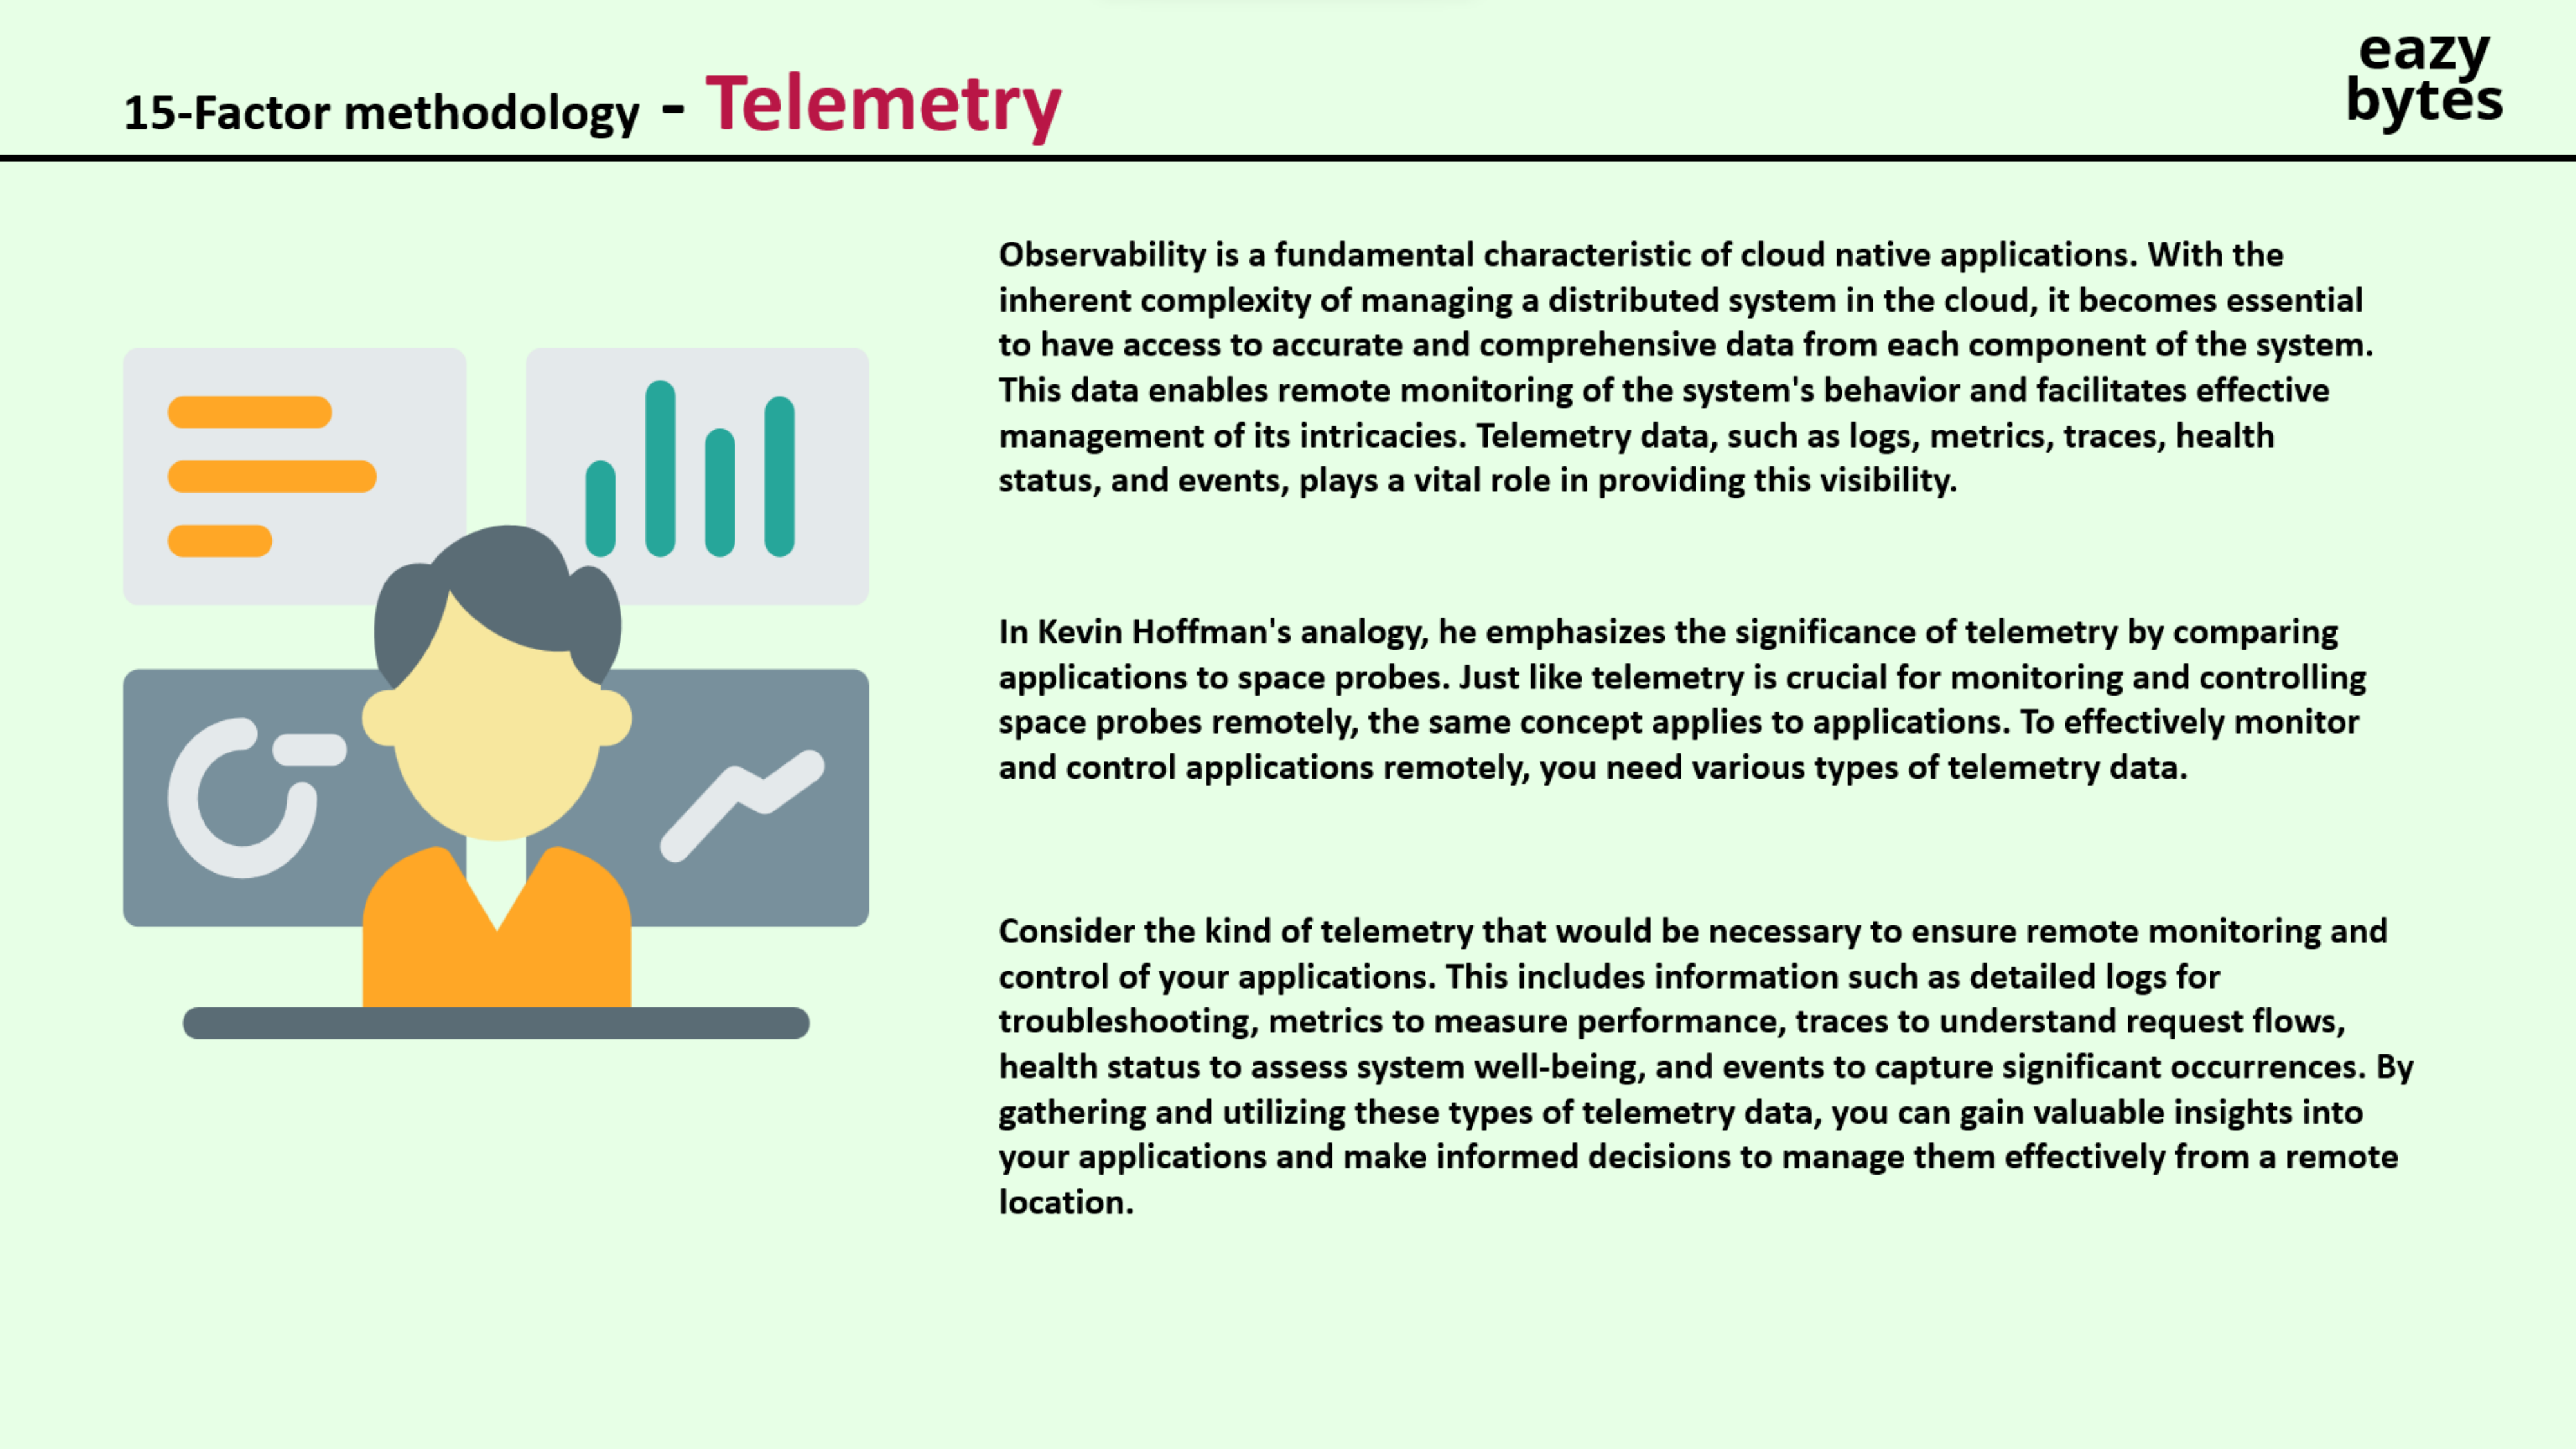 15-Factor methodology - Telemetry
eazy
bytes
Observability is a fundamental characteristic of cloud native applications. With the
inherent complexity of managing a distributed system in the cloud, it becomes essential
to have access to accurate and comprehensive data from each component of the system.
This data enables remote monitoring of the system's behavior and facilitates effective
management of its intricacies. Telemetry data, such as logs, metrics, traces, health
status, and events, plays a vital role in providing this visibility.
In Kevin Hoffman's analogy, he emphasizes the significance of telemetry by comparing
applications to space probes. Just like telemetry is crucial for monitoring and controlling
space probes remotely, the same concept applies to applications. To effectively monitor
and control applications remotely, you need various types of telemetry data.
Consider the kind of telemetry that would be necessary to ensure remote monitoring and
control of your applications. This includes information such as detailed logs for
troubleshooting, metrics to measure performance, traces to understand request flows,
health status to assess system well-being, and events to capture significant occurrences. By
gathering and utilizing these types of telemetry data, you can gain valuable insights into
your applications and make informed decisions to manage them effectively from a remote
location.